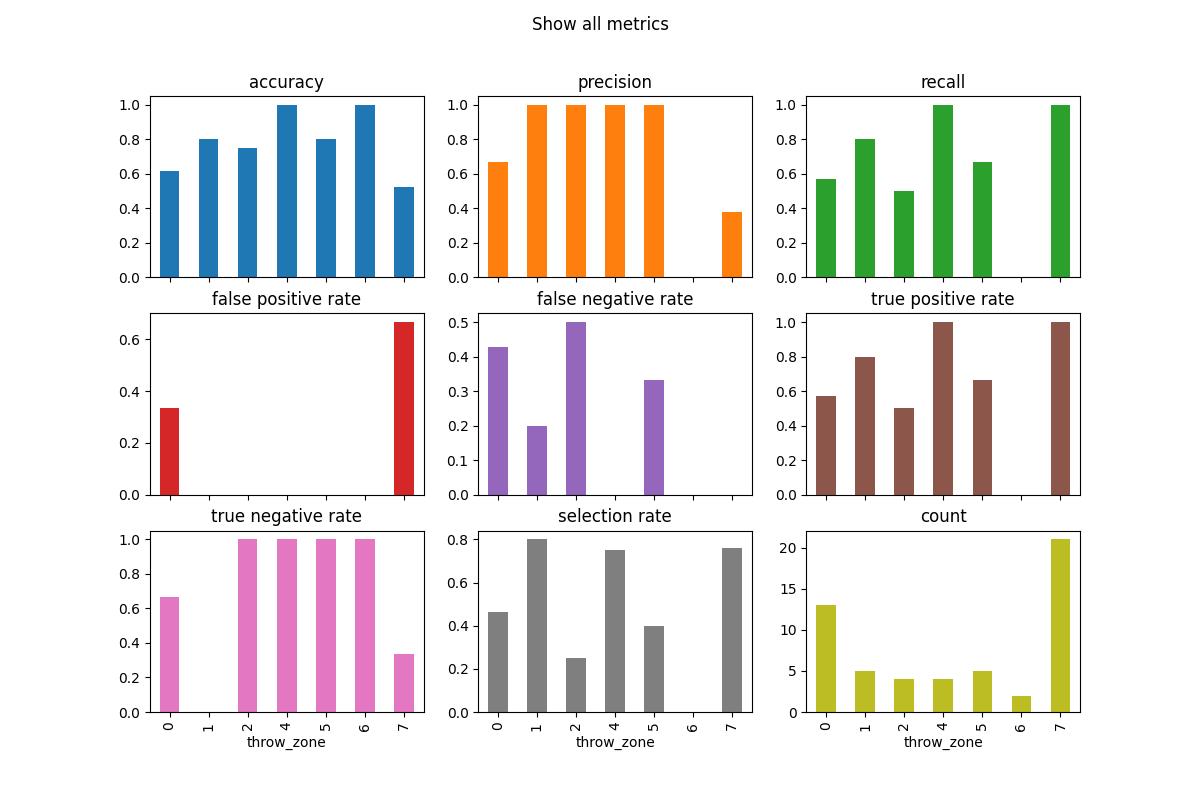 Show all metrics
accuracy precision recall
1.0 1.0 1.0
0.8 0.8 0.8
0.6 0.6 0.6
0.4 0.4 0.4
0.2 0.2 0.2
0.0 0.0 0.0
false positive rate false negative rate true positive rate
0.6 0.5 1.0
0.4 0.4 0.8
0.2 0.3 0.6
0.0 0.2 0.4
0.1 0.2
0.0 0.0
true negative rate selection rate count
1.0 0.8 20
0.8 0.6 15
0.6 0.4 10
0.4 0.2 5
0.2 0.0 0
0.0
0 1 2 4 5 6 7 0 1 2 4 5 6 7 0 1 2 4 5 6 7
throw_zone throw_zone throw_zone